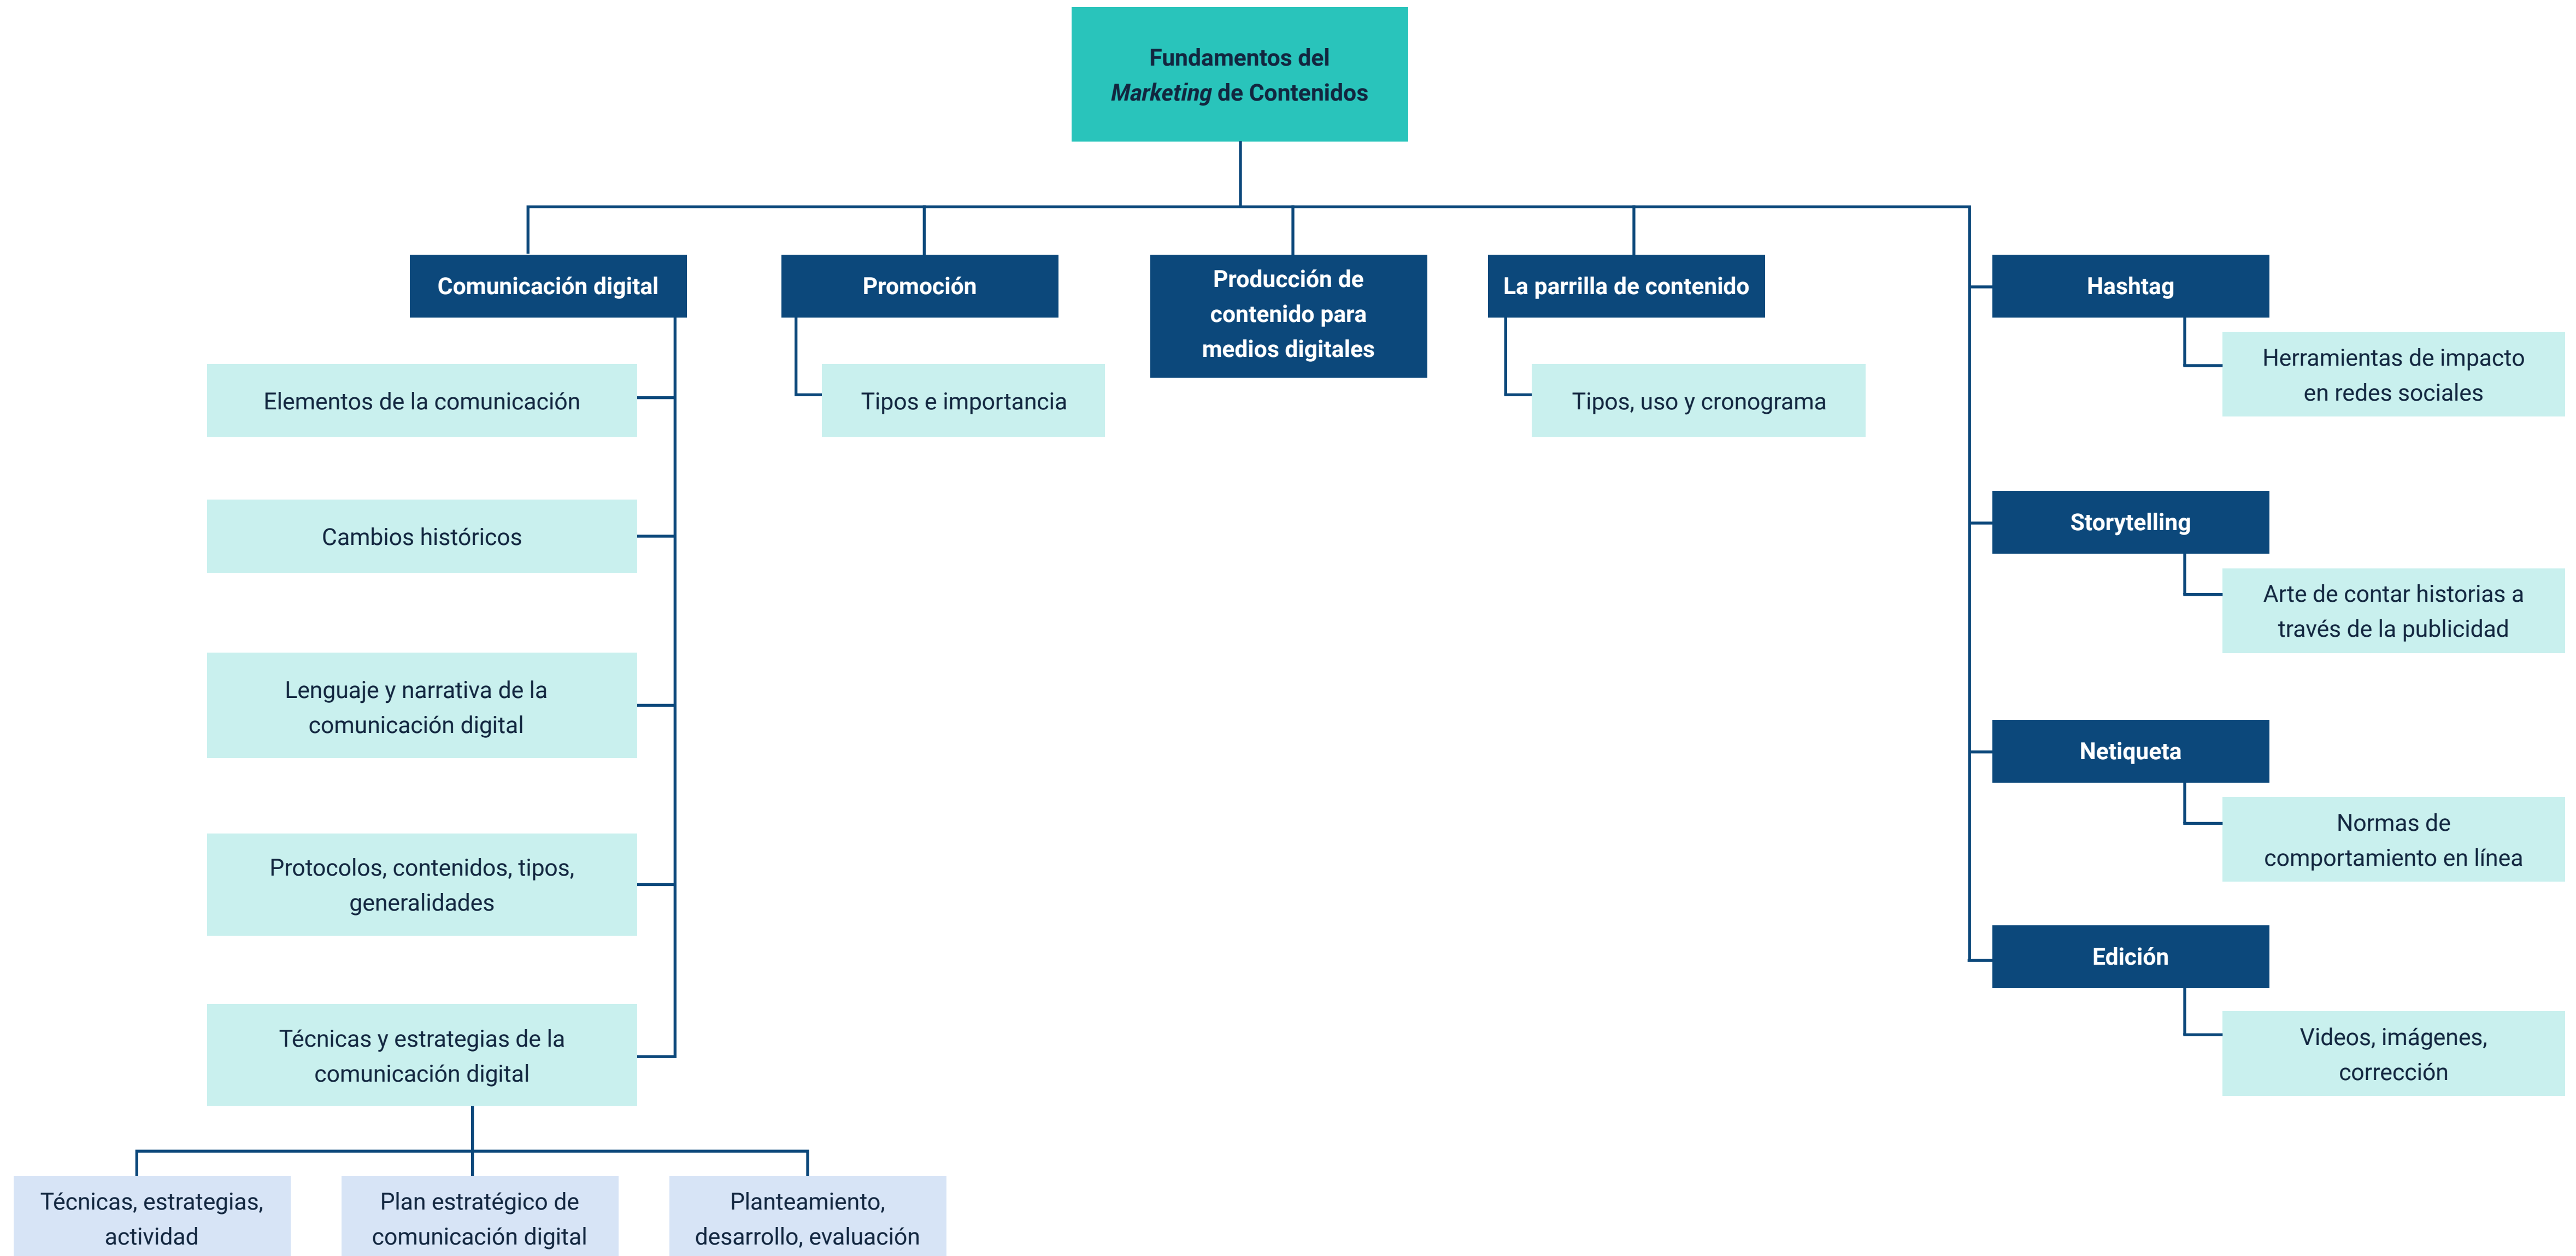 Fundamentos del
Marketing de Contenidos
Comunicación digital
Elementos de la comunicación
Cambios históricos
Lenguaje y narrativa de la
comunicación digital
Protocolos, contenidos, tipos,
generalidades
Técnicas y estrategias de la
comunicación digital
Técnicas, estrategias,
actividad
Plan estratégico de
comunicación digital
Planteamiento,
desarrollo, evaluación
Promoción
Tipos e importancia
Producción de
contenido para
medios digitales
La parrilla de contenido
Tipos, uso y cronograma
Hashtag
Herramientas de impacto
en redes sociales
Storytelling
Arte de contar historias a
través de la publicidad
Netiqueta
Normas de
comportamiento en línea
Edición
Videos, imágenes,
corrección